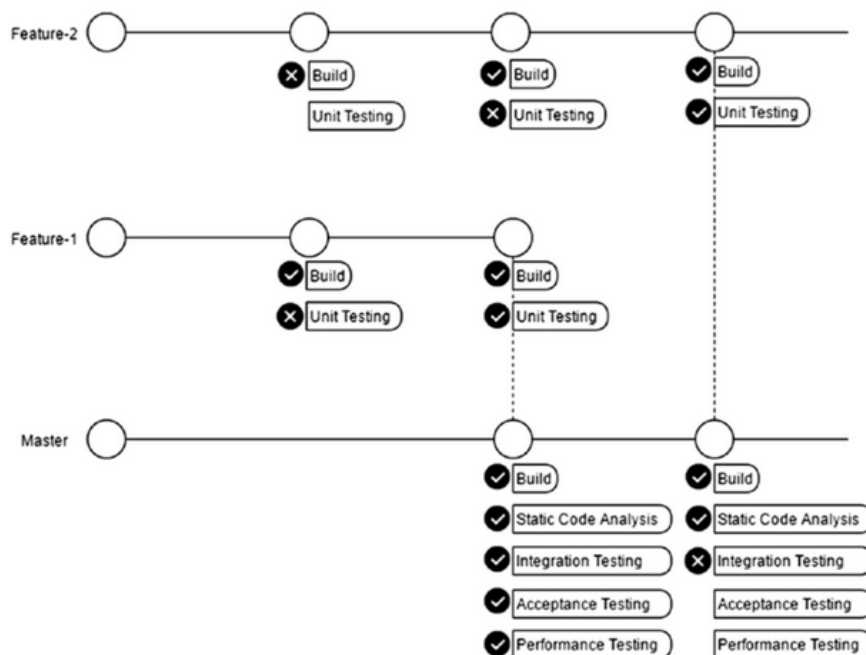 Feature-2
Build
Build
Build
Unit Testing
Unit Testing
Unit Testing
Feature-1
Build
Build
Unit Testing
Unit Testing
Master
Build
Build
Static Code Analysis
Static Code Analysis
Integration Testing
Integration Testing
Acceptance Testing
Acceptance Testing
Performance Testing
Performance Testing